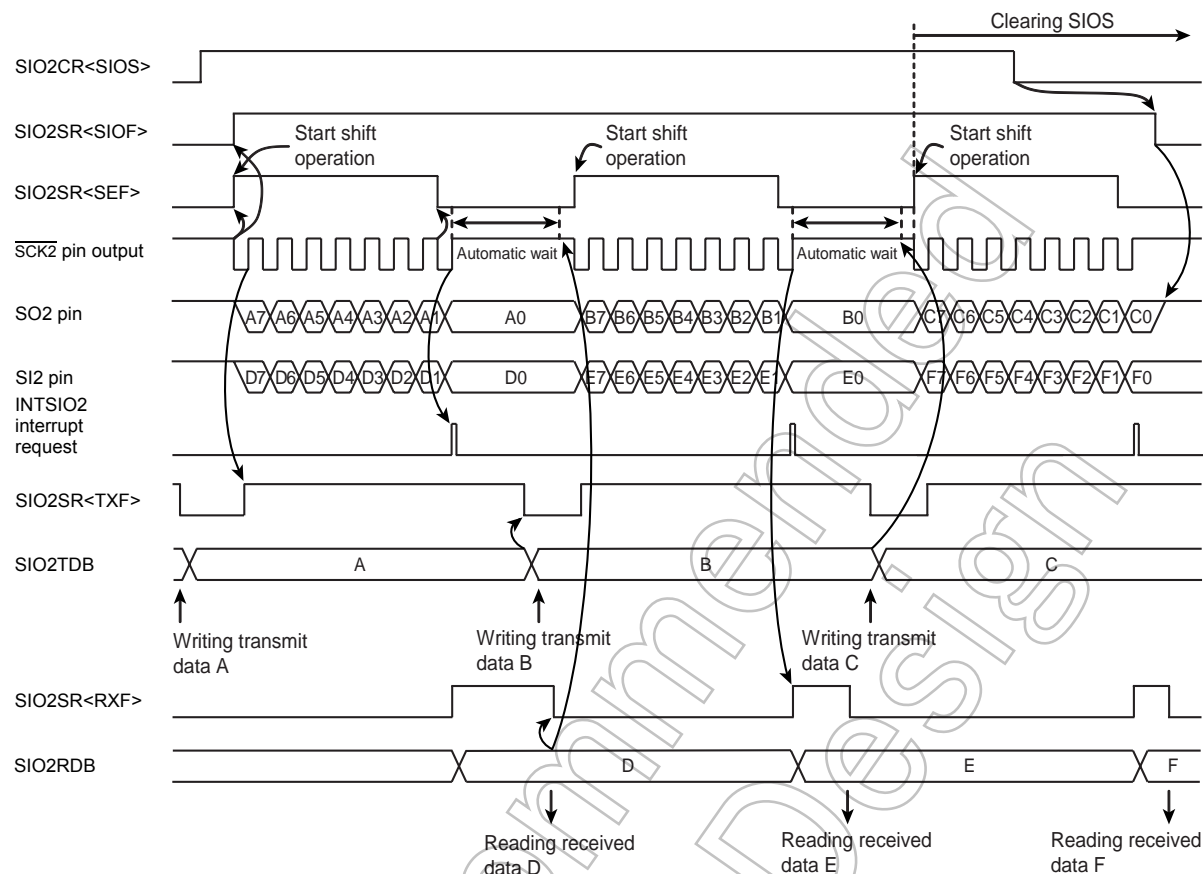 Clearing SIOS
SIO2CR<SIOS>
SIO2SR<SIOF>
Start shift
operation
Start shift
operation
Start shift
operation
SIO2SR<SEF>
SCK2 pin output
Automatic wait
Automatic wait
SO2 pin
A7 A6 A5 A4 A3 A2 A1 A0 B7 B6 B5 B4 B3 B2 B1 B0 C7 C6 C5 C4 C3 C2 C1 C0
SI2 pin
D7 D6 D5 D4 D3 D2 D1 D0 E7 E6 E5 E4 E3 E2 E1 E0 F7 F6 F5 F4 F3 F2 F1 F0
INTSIO2
interrupt
request
SIO2SR<TXF>
SIO2TDB
A B C
Writing transmit
data A
Writing transmit
data B
Writing transmit
data C
SIO2SR<RXF>
SIO2RDB
D E F
Reading received
data D
Reading received
data E
Reading received
data F
ommended
Design